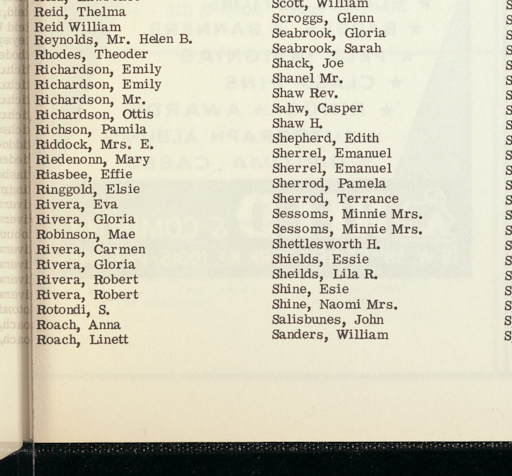 Reid, Thelma
Reid William
Reynolds, Mr. Helen B.
Rhodes, Theoder
Richardson, Emily
Richardson, Emily
Richardson, Mr.
Richardson, Ottis
Richson, Pamila
Riddock, Mrs. E.
Riedenonn, Mary
Riasbee, Effie
Ringgold, Elsie
Rivera, Eva
Rivera, Gloria
Robinson, Mae
Rivera, Carmen
Rivera, Gloria
Rivera, Robert
Rivera, Robert
Rotondi, S.
Roach, Anna
Roach, Linett
Scott, William
Scroggs, Glenn
Seabrook, Gloria
Seabrook, Sarah
Shack, Joe
Shanel Mr.
Shaw Rev.
Sahw, Casper
Shaw H.
Shepherd, Edith
Sherrel, Emanuel
Sherrel, Emanuel
Sherrod, Pamela
Sherrod, Terrance
Sessoms, Minnie Mrs.
Sessoms, Minnie Mrs.
Shettlesworth H.
Shields, Essie
Sheilds, Lila R.
Shine, Esie
Shine, Naomi Mrs.
Salisbunes, John
Sanders, William